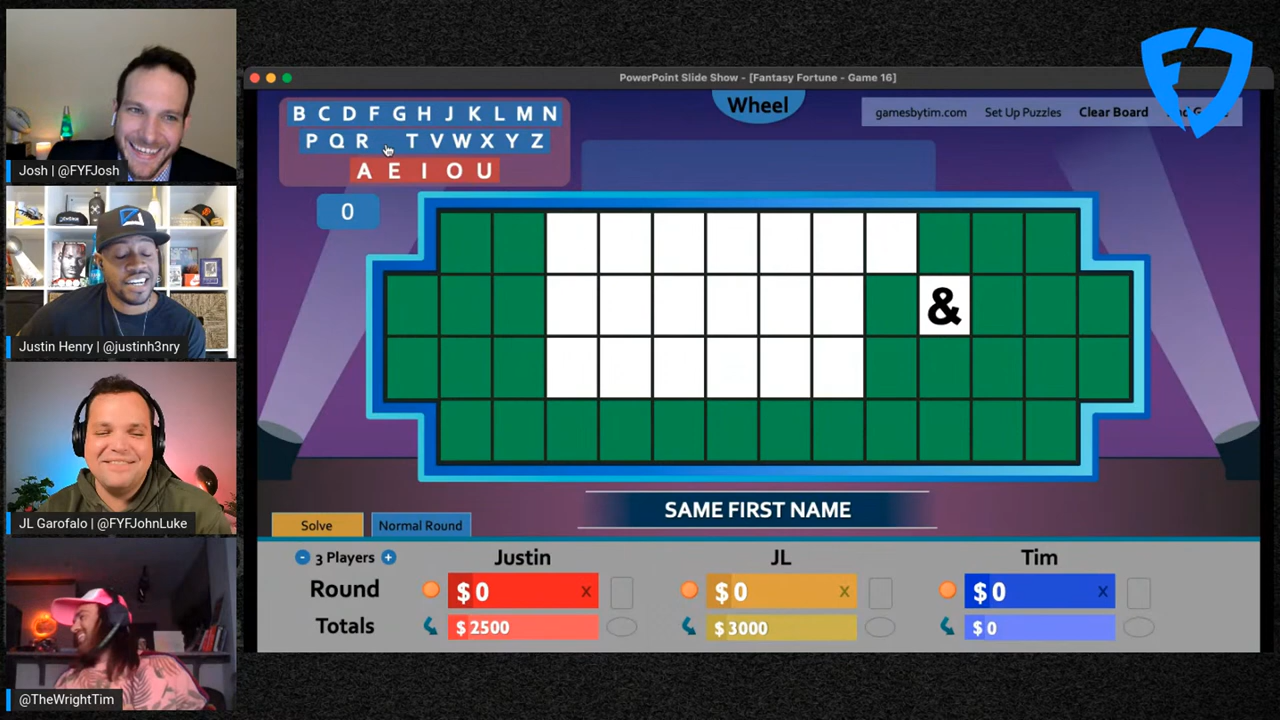 PowerPoint Slide Show - [Fantasy Fortune - Game 16]
B C D F G H J K L M N
P Q R T V W X Y Z
A E I O U
0
Wheel
gamesbytim.com Set Up Puzzles Clear Board
&
SAME FIRST NAME
Solve Normal Round
- 3 Players + Justin JL Tim
Round $ 0 x $ 0 x $ 0 x
Totals $ 2500 $ 3000 $ 0
Josh | @FYFJosh
Justin Henry | @justinh3nry
JL Garofalo | @FYFJohnLuke
@TheWrightTim